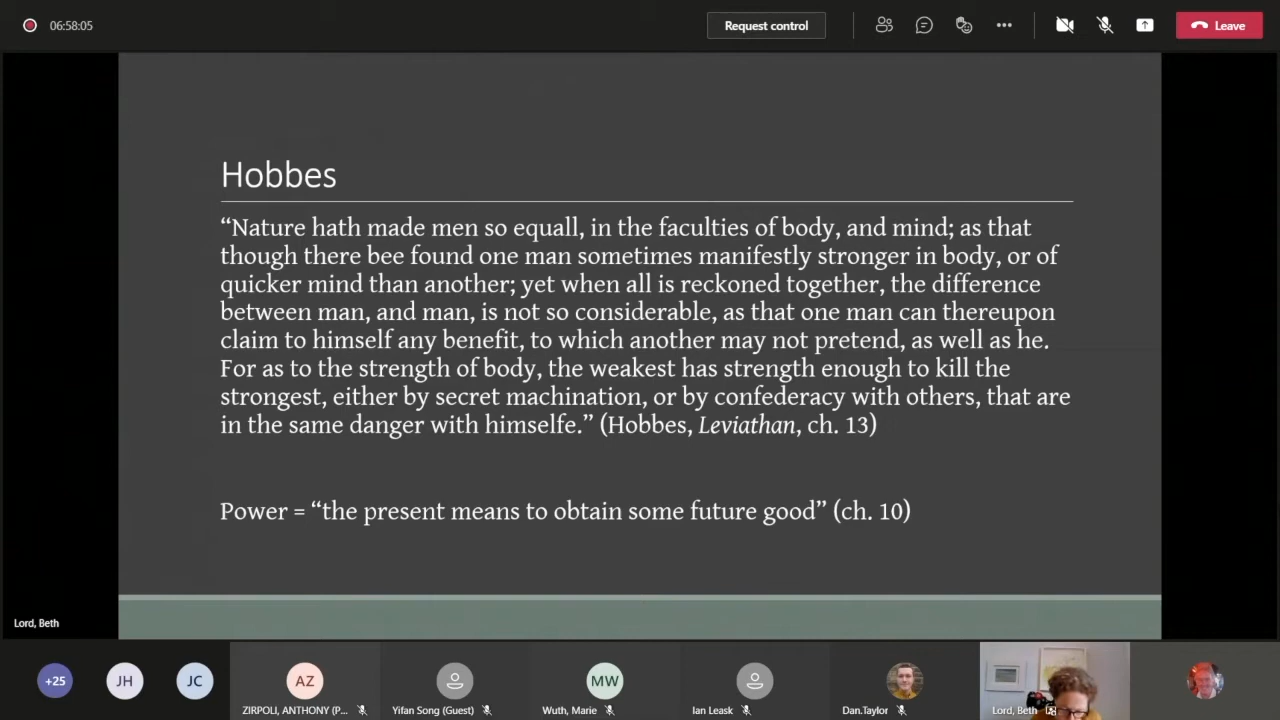 06:58:05
Request control
Leave
Hobbes
“Nature hath made men so equall, in the faculties of body, and mind; as that
though there bee found one man sometimes manifestly stronger in body, or of
quicker mind than another; yet when all is reckoned together, the difference
between man, and man, is not so considerable, as that one man can thereupon
claim to himself any benefit, to which another may not pretend, as well as he.
For as to the strength of body, the weakest has strength enough to kill the
strongest, either by secret machination, or by confederacy with others, that are
in the same danger with himselfe.” (Hobbes, Leviathan, ch. 13)
Power = “the present means to obtain some future good” (ch. 10)
Lord, Beth
+25
JH
JC
AZ
MW
ZIRPOLI, ANTHONY (P...
Yifan Song (Guest)
Wuth, Marie
Ian Leask
Dan.Taylor
Lord, Beth